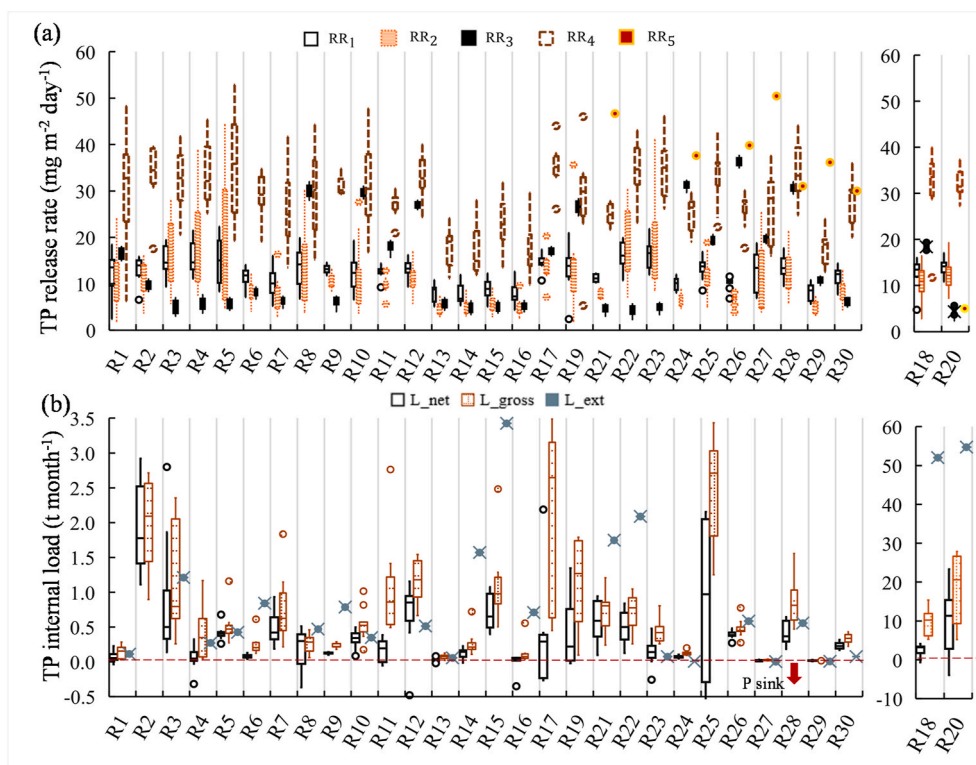 (a)
RR1 RR2 RR3 RR4 RR5
TP release rate (mg m-2 day-1)
60
50
40
30
20
10
0
R1 R2 R3 R4 R5 R6 R7 R8 R9 R10 R11 R12 R13 R14 R15 R16 R17 R19 R21 R22 R23 R24 R25 R26 R27 R28 R29 R30
60
50
40
30
20
10
0
R18 R20
(b)
L_net L_gross L_ext
TP internal load (t month-1)
3.5
3.0
2.5
2.0
1.5
1.0
0.5
0.0
-0.5
P sink
R1 R2 R3 R4 R5 R6 R7 R8 R9 R10 R11 R12 R13 R14 R15 R16 R17 R19 R21 R22 R23 R24 R25 R26 R27 R28 R29 R30
60
50
40
30
20
10
0
-10
R18 R20